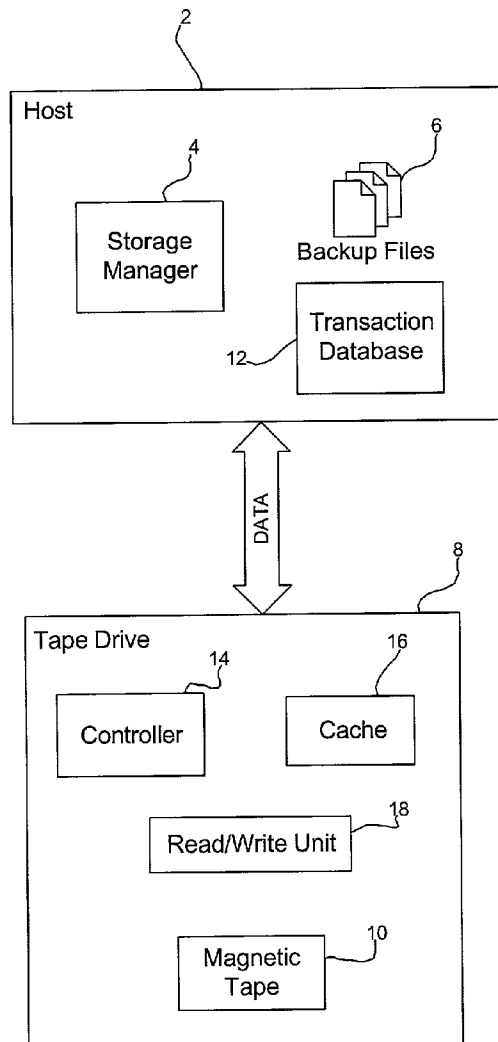 2
Host
4
6
Storage
Manager
Backup Files
12
Transaction
Database
DATA
8
Tape Drive
14
16
Controller
Cache
18
Read/Write Unit
10
Magnetic
Tape